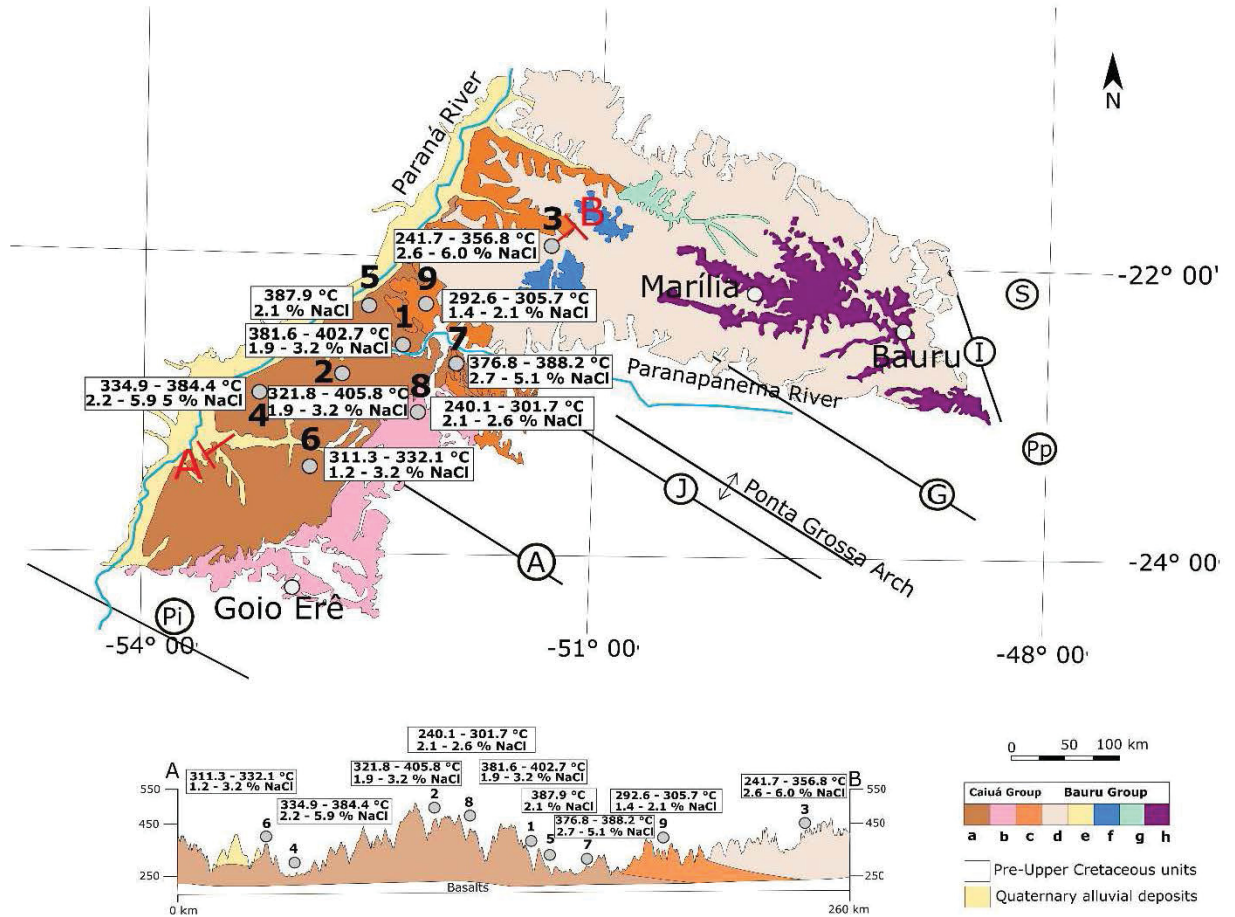 N
Paraná River
3
B
241.7 - 356.8 °C
2.6 - 6.0 % NaCl
-22° 00'
5
9
Marília
S
387.9 °C
2.1 % NaCl
292.6 - 305.7 °C
1.4 - 2.1 % NaCl
1
381.6 - 402.7 °C
1.9 - 3.2 % NaCl
7
Bauru
I
2
376.8 - 388.2 °C
2.7 - 5.1 % NaCl
Paranapanema River
334.9 - 384.4 °C
2.2 - 5.9 5 % NaCl
321.8 - 405.8 °C
1.9 - 3.2 % NaCl
8
4
240.1 - 301.7 °C
2.1 - 2.6 % NaCl
A
6
Pp
311.3 - 332.1 °C
1.2 - 3.2 % NaCl
J
G
Ponta Grossa Arch
A
-24° 00'
Pi
Goio Erê
-54° 00'
-51° 00'
-48° 00'
240.1 - 301.7 °C
2.1 - 2.6 % NaCl
A
311.3 - 332.1 °C
1.2 - 3.2 % NaCl
321.8 - 405.8 °C
1.9 - 3.2 % NaCl
381.6 - 402.7 °C
1.9 - 3.2 % NaCl
B
241.7 - 356.8 °C
2.6 - 6.0 % NaCl
334.9 - 384.4 °C
2.2 - 5.9 % NaCl
387.9 °C
2.1 % NaCl
292.6 - 305.7 °C
1.4 - 2.1 % NaCl
376.8 - 388.2 °C
2.7 - 5.1 % NaCl
550
450
250
6
4
2
8
1
5
7
9
3
550
450
250
Basalts
0 km
260 km
0 50 100 km
Caiuá Group Bauru Group
a b c d e f g h
Pre-Upper Cretaceous units
Quaternary alluvial deposits